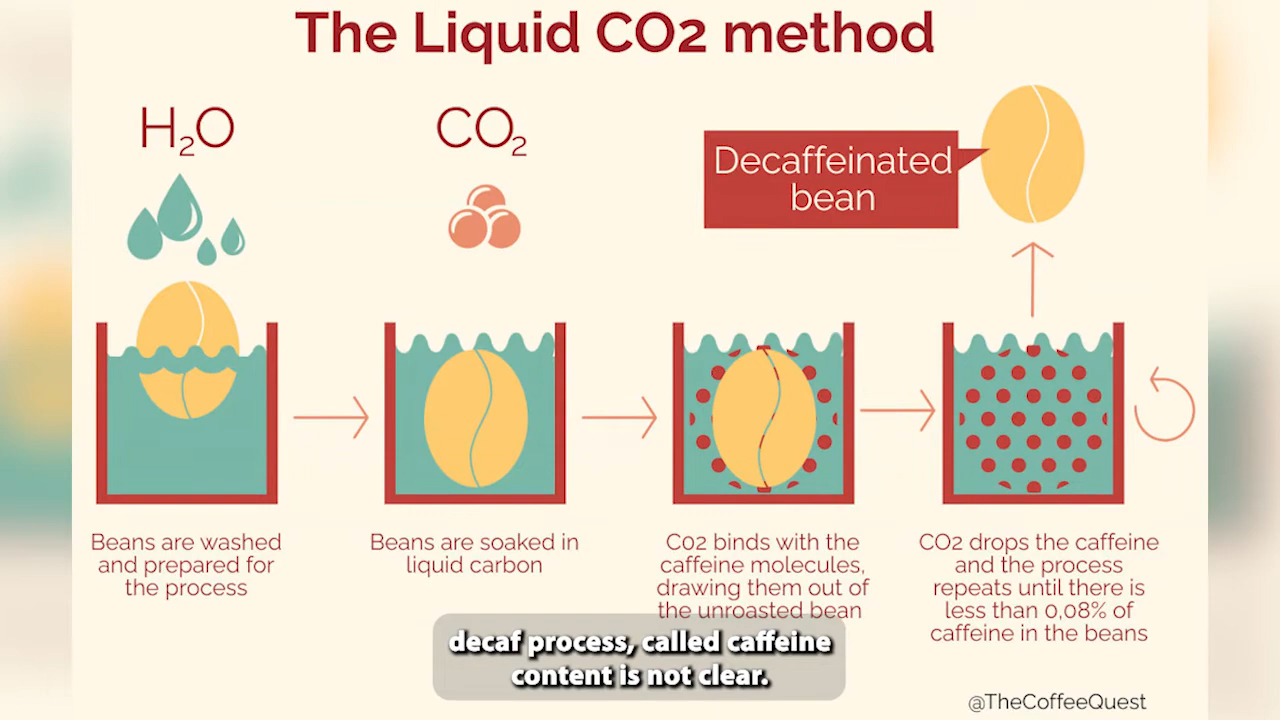 The Liquid CO2 method
H₂O
CO₂
Decaffeinated
bean
Beans are washed
and prepared for
the process
Beans are soaked in
liquid carbon
C02 binds with the
caffeine molecules,
drawing them out of
the unroasted bean
CO2 drops the caffeine
and the process
repeats until there is
less than 0,08% of
caffeine in the beans
decaf process, called caffeine
content is not clear.
@TheCoffeeQuest